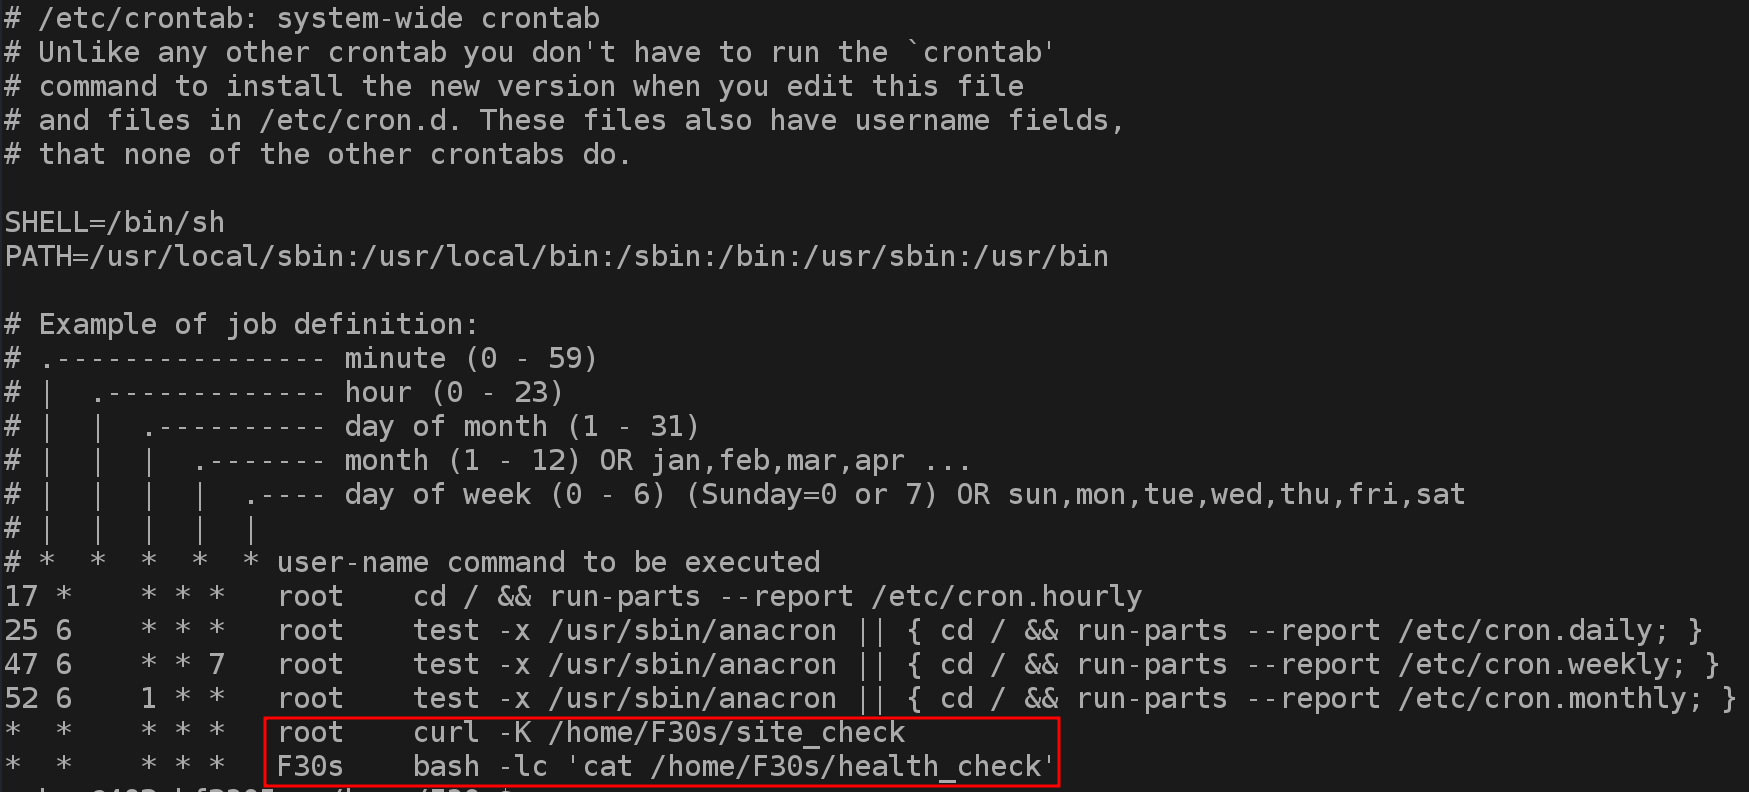 # /etc/crontab: system-wide crontab
# Unlike any other crontab you don't have to run the `crontab'
# command to install the new version when you edit this file
# and files in /etc/cron.d. These files also have username fields,
# that none of the other crontabs do.
SHELL=/bin/sh
PATH=/usr/local/sbin:/usr/local/bin:/sbin:/bin:/usr/sbin:/usr/bin
# Example of job definition:
# .---------------- minute (0 - 59)
# |  .------------- hour (0 - 23)
# |  |  .---------- day of month (1 - 31)
# |  |  |  .------- month (1 - 12) OR jan,feb,mar,apr ...
# |  |  |  |  .---- day of week (0 - 6) (Sunday=0 or 7) OR sun,mon,tue,wed,thu,fri,sat
# |  |  |  |  |
# *  *  *  *  * user-name command to be executed
17 *    * * *   root    cd / && run-parts --report /etc/cron.hourly
25 6    * * *   root    test -x /usr/sbin/anacron || { cd / && run-parts --report /etc/cron.daily; }
47 6    * * 7   root    test -x /usr/sbin/anacron || { cd / && run-parts --report /etc/cron.weekly; }
52 6    1 * *   root    test -x /usr/sbin/anacron || { cd / && run-parts --report /etc/cron.monthly; }
*  *    * * *   root    curl -K /home/F30s/site_check
*  *    * * *   F30s    bash -lc 'cat /home/F30s/health_check'